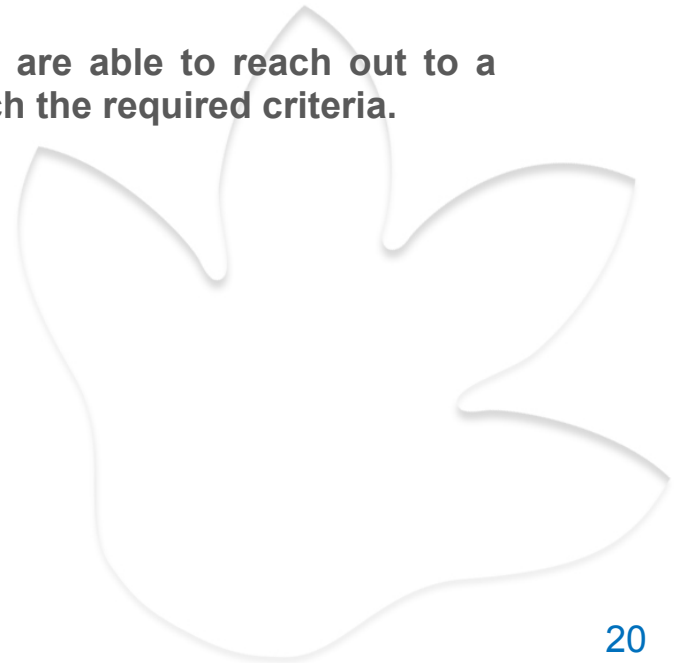 are able to reach out to a
the required criteria.
20